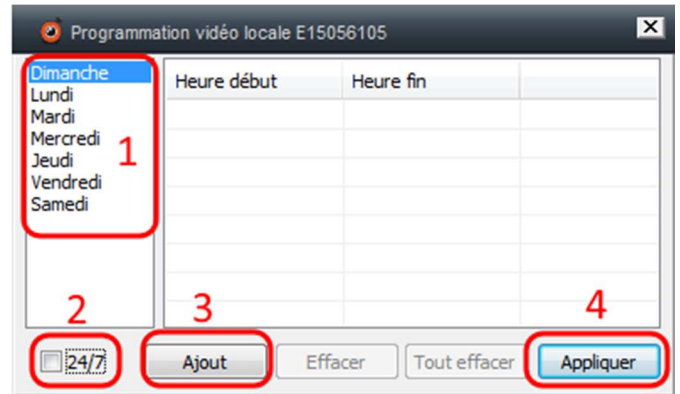 Programmation vidéo locale E15056105
Dimanche
Lundi
Mardi
Mercredi
Jeudi
Vendredi
Samedi
1
Heure début Heure fin
2 3 4
24/7 Ajout Effacer Tout effacer Appliquer